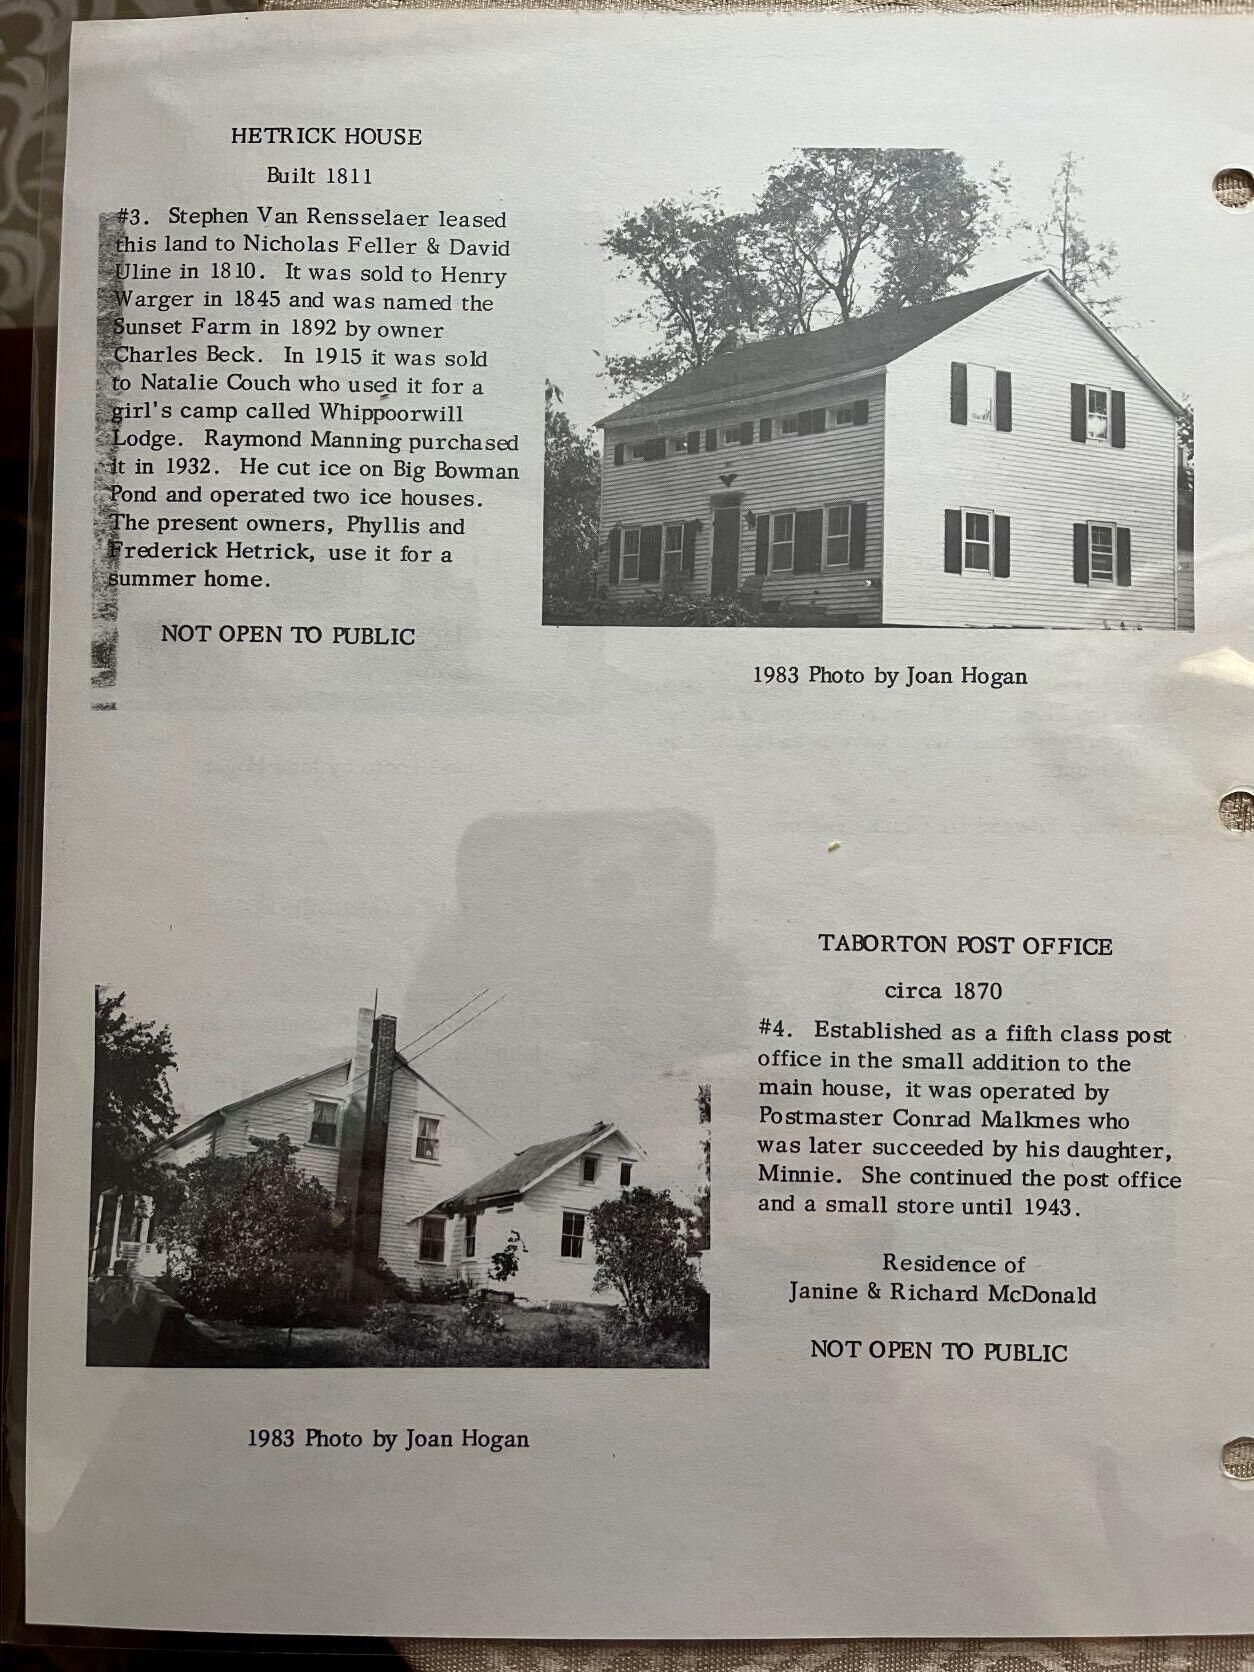 HETRICK HOUSE
Built 1811
#3. Stephen Van Rensselaer leased
this land to Nicholas Feller & David
Uline in 1810. It was sold to Henry
Warger in 1845 and was named the
Sunset Farm in 1892 by owner
Charles Beck. In 1915 it was sold
to Natalie Couch who used it for a
girl's camp called Whippoorwill
Lodge. Raymond Manning purchased
it in 1932. He cut ice on Big Bowman
Pond and operated two ice houses.
The present owners, Phyllis and
Frederick Hetrick, use it for a
summer home.
NOT OPEN TO PUBLIC
1983 Photo by Joan Hogan
TABORTON POST OFFICE
circa 1870
#4. Established as a fifth class post
office in the small addition to the
main house, it was operated by
Postmaster Conrad Malkmes who
was later succeeded by his daughter,
Minnie. She continued the post office
and a small store until 1943.
Residence of
Janine & Richard McDonald
NOT OPEN TO PUBLIC
1983 Photo by Joan Hogan